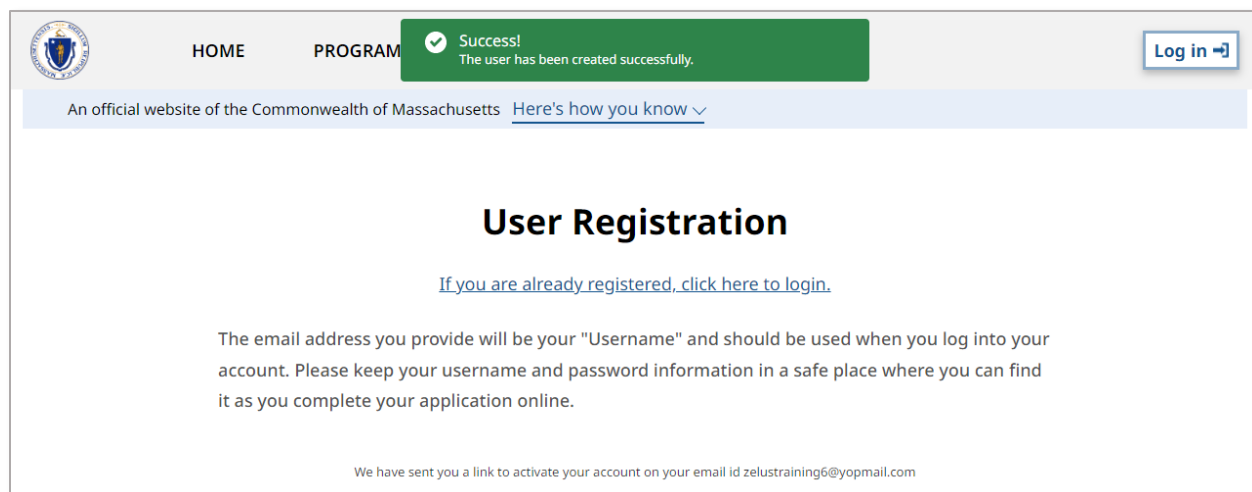 HOME PROGRAM Success! Log in
The user has been created successfully.
An official website of the Commonwealth of Massachusetts Here's how you know
User Registration
If you are already registered, click here to login.
The email address you provide will be your "Username" and should be used when you log into your
account. Please keep your username and password information in a safe place where you can find
it as you complete your application online.
We have sent you a link to activate your account on your email id zelustraining6@yopmail.com